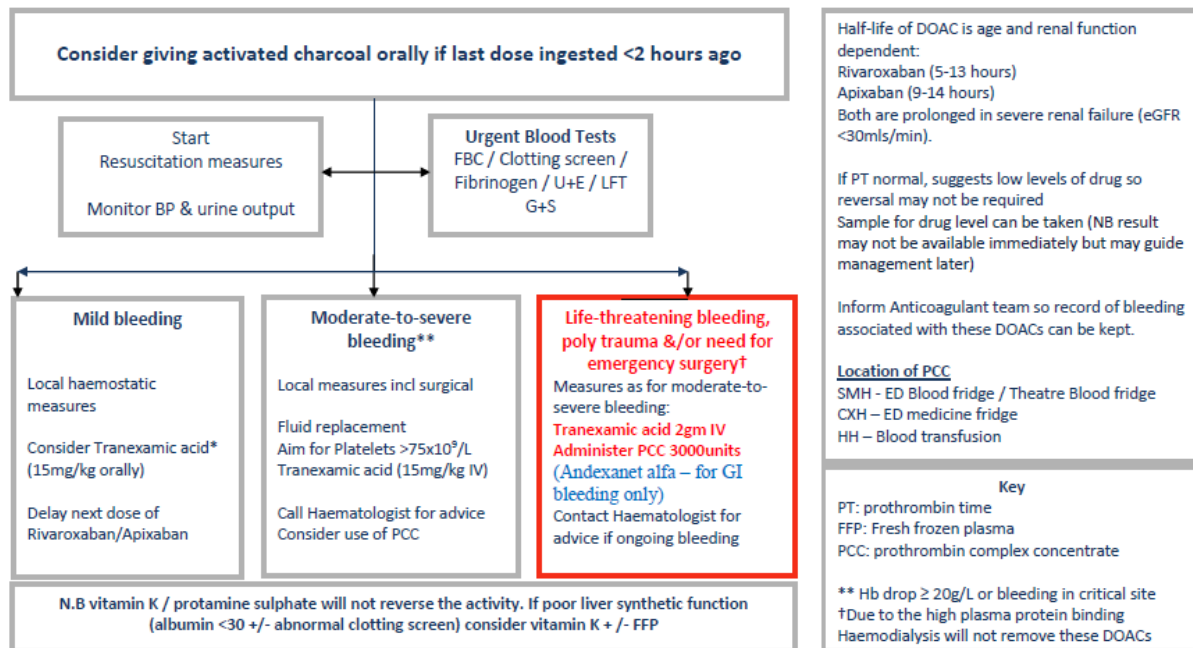 Consider giving activated charcoal orally if last dose ingested <2 hours ago
Start
Resuscitation measures
Monitor BP & urine output
Urgent Blood Tests
FBC / Clotting screen /
Fibrinogen / U+E / LFT
G+S
Mild bleeding
Local haemostatic
measures
Consider Tranexamic acid*
(15mg/kg orally)
Delay next dose of
Rivaroxaban/Apixaban
Moderate-to-severe
bleeding**
Local measures incl surgical
Fluid replacement
Aim for Platelets >75x10⁹/L
Tranexamic acid (15mg/kg IV)
Call Haematologist for advice
Consider use of PCC
Life-threatening bleeding,
poly trauma &/or need for
emergency surgery†
Measures as for moderate-to-
severe bleeding:
Tranexamic acid 2gm IV
Administer PCC 3000units
(Andexanet alfa – for GI
bleeding only)
Contact Haematologist for
advice if ongoing bleeding
N.B vitamin K / protamine sulphate will not reverse the activity. If poor liver synthetic function
(albumin <30 +/- abnormal clotting screen) consider vitamin K + /- FFP
Half-life of DOAC is age and renal function
dependent:
Rivaroxaban (5-13 hours)
Apixaban (9-14 hours)
Both are prolonged in severe renal failure (eGFR
<30mls/min).
If PT normal, suggests low levels of drug so
reversal may not be required
Sample for drug level can be taken (NB result
may not be available immediately but may guide
management later)
Inform Anticoagulant team so record of bleeding
associated with these DOACs can be kept.
Location of PCC
SMH - ED Blood fridge / Theatre Blood fridge
CXH – ED medicine fridge
HH – Blood transfusion
Key
PT: prothrombin time
FFP: Fresh frozen plasma
PCC: prothrombin complex concentrate
** Hb drop ≥ 20g/L or bleeding in critical site
†Due to the high plasma protein binding
Haemodialysis will not remove these DOACs